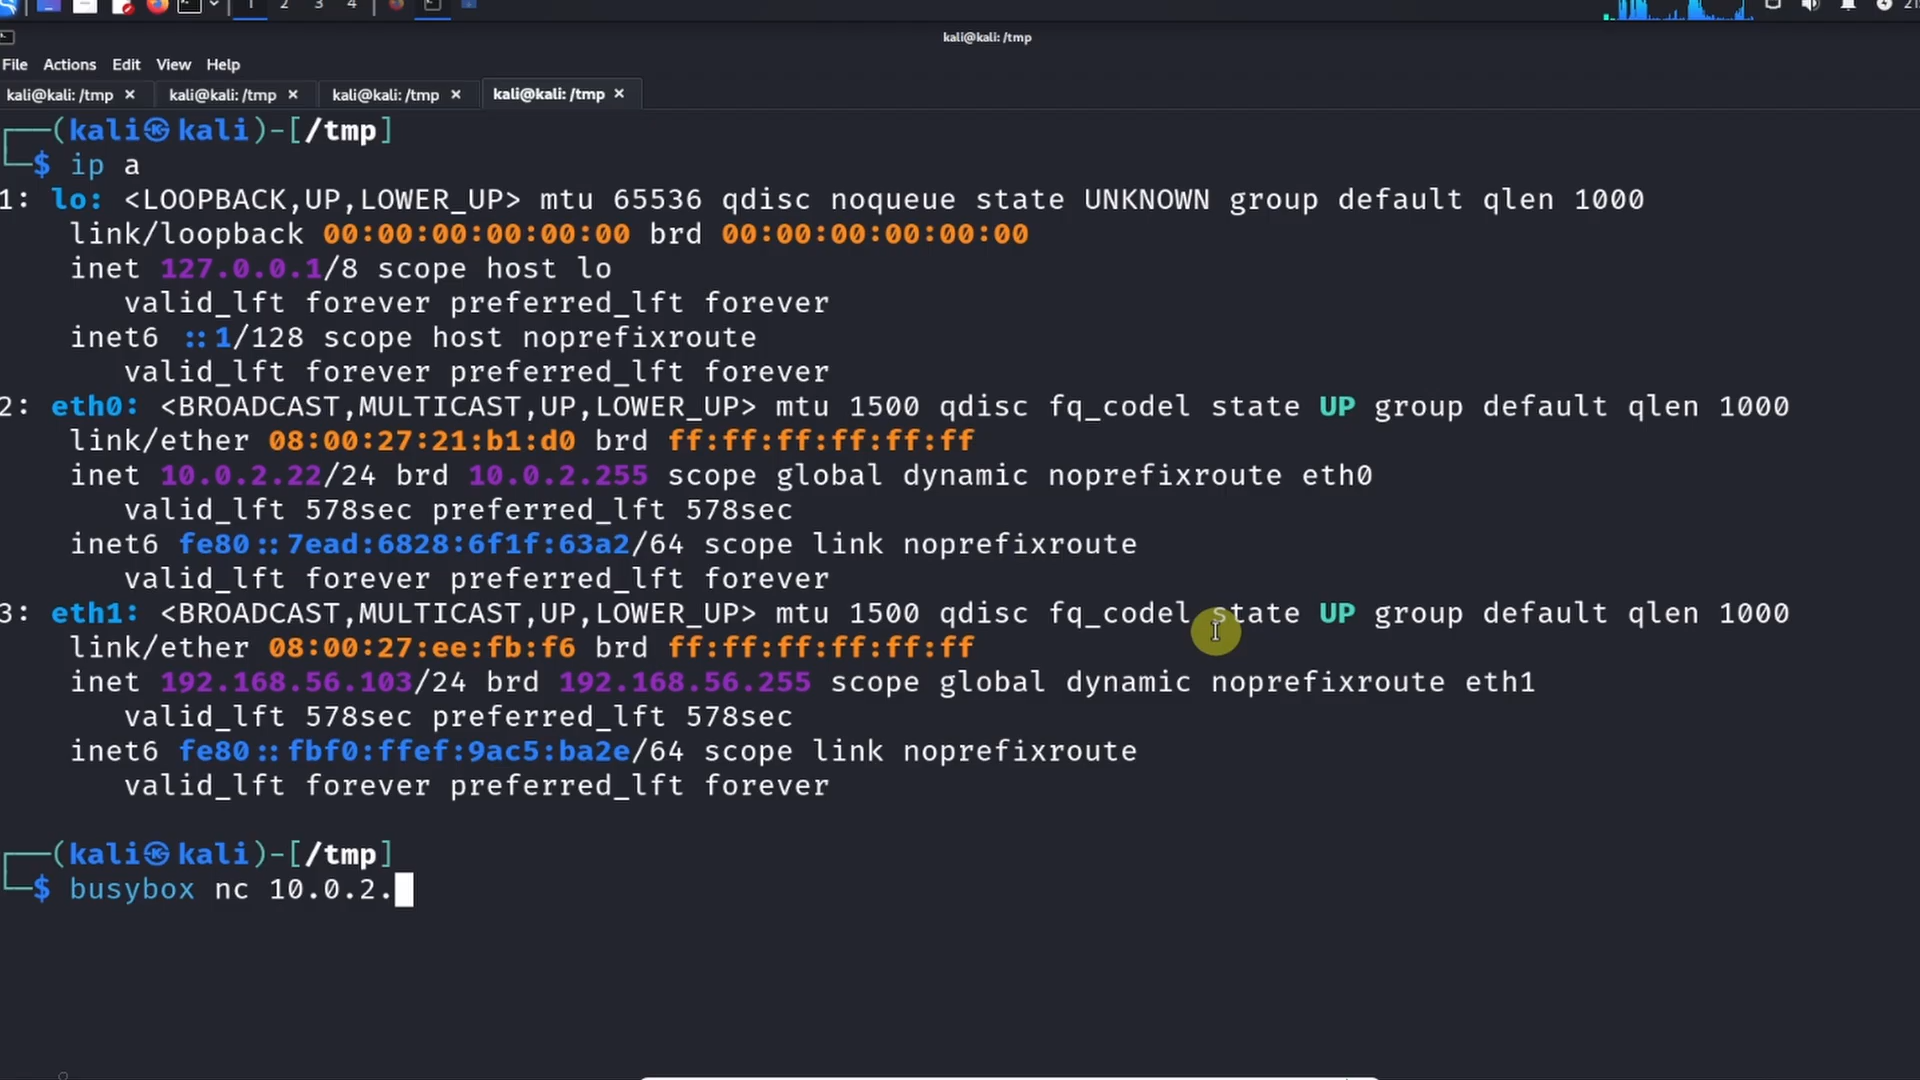 1 2 3 4
kali@kali: /tmp
File Actions Edit View Help
kali@kali: /tmp × kali@kali: /tmp × kali@kali: /tmp × kali@kali: /tmp ×
┌──(kali㉿kali)-[/tmp]
└─$ ip a
1: lo: <LOOPBACK,UP,LOWER_UP> mtu 65536 qdisc noqueue state UNKNOWN group default qlen 1000
link/loopback 00:00:00:00:00:00 brd 00:00:00:00:00:00
inet 127.0.0.1/8 scope host lo
valid_lft forever preferred_lft forever
inet6 ::1/128 scope host noprefixroute
valid_lft forever preferred_lft forever
2: eth0: <BROADCAST,MULTICAST,UP,LOWER_UP> mtu 1500 qdisc fq_codel state UP group default qlen 1000
link/ether 08:00:27:21:b1:d0 brd ff:ff:ff:ff:ff:ff
inet 10.0.2.22/24 brd 10.0.2.255 scope global dynamic noprefixroute eth0
valid_lft 578sec preferred_lft 578sec
inet6 fe80::7ead:6828:6f1f:63a2/64 scope link noprefixroute
valid_lft forever preferred_lft forever
3: eth1: <BROADCAST,MULTICAST,UP,LOWER_UP> mtu 1500 qdisc fq_codel state UP group default qlen 1000
link/ether 08:00:27:ee:fb:f6 brd ff:ff:ff:ff:ff:ff
inet 192.168.56.103/24 brd 192.168.56.255 scope global dynamic noprefixroute eth1
valid_lft 578sec preferred_lft 578sec
inet6 fe80::fbf0:ffef:9ac5:ba2e/64 scope link noprefixroute
valid_lft forever preferred_lft forever
┌──(kali㉿kali)-[/tmp]
└─$ busybox nc 10.0.2.